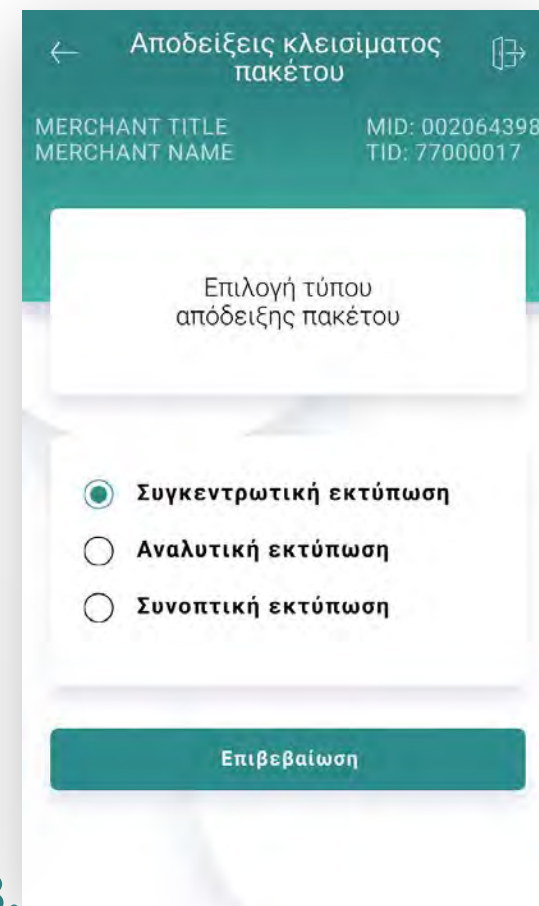 Αποδείξεις κλεισίματος
πακέτου
MERCHANT TITLE MID: 002064398
MERCHANT NAME TID: 77000017
Επιλογή τύπου
απόδειξης πακέτου
Συγκεντρωτική εκτύπωση
Αναλυτική εκτύπωση
Συνοπτική εκτύπωση
Επιβεβαίωση